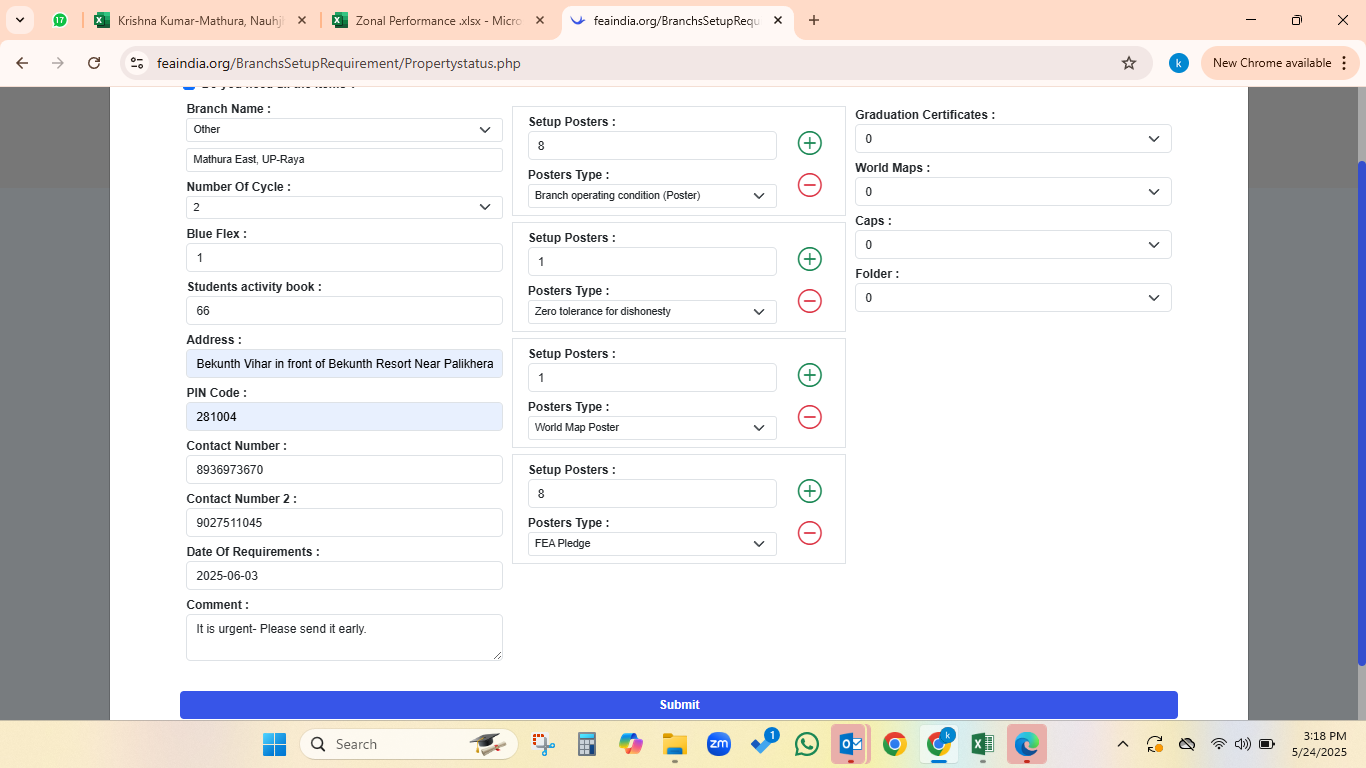 17
Krishna Kumar-Mathura, Nauhjh
Zonal Performance .xlsx - Micro
feaindia.org/BranchsSetupRequ
feaindia.org/BranchsSetupRequirement/Propertystatus.php
k
New Chrome available
Branch Name :
Other
Mathura East, UP-Raya
Number Of Cycle :
2
Blue Flex :
1
Students activity book :
66
Address :
Bekunth Vihar in front of Bekunth Resort Near Palikhera
PIN Code :
281004
Contact Number :
8936973670
Contact Number 2 :
9027511045
Date Of Requirements :
2025-06-03
Comment :
It is urgent- Please send it early.
Setup Posters :
8
Posters Type :
Branch operating condition (Poster)
Setup Posters :
1
Posters Type :
Zero tolerance for dishonesty
Setup Posters :
1
Posters Type :
World Map Poster
Setup Posters :
8
Posters Type :
FEA Pledge
Graduation Certificates :
0
World Maps :
0
Caps :
0
Folder :
0
Submit
Search
zm
1
k
3:18 PM
5/24/2025